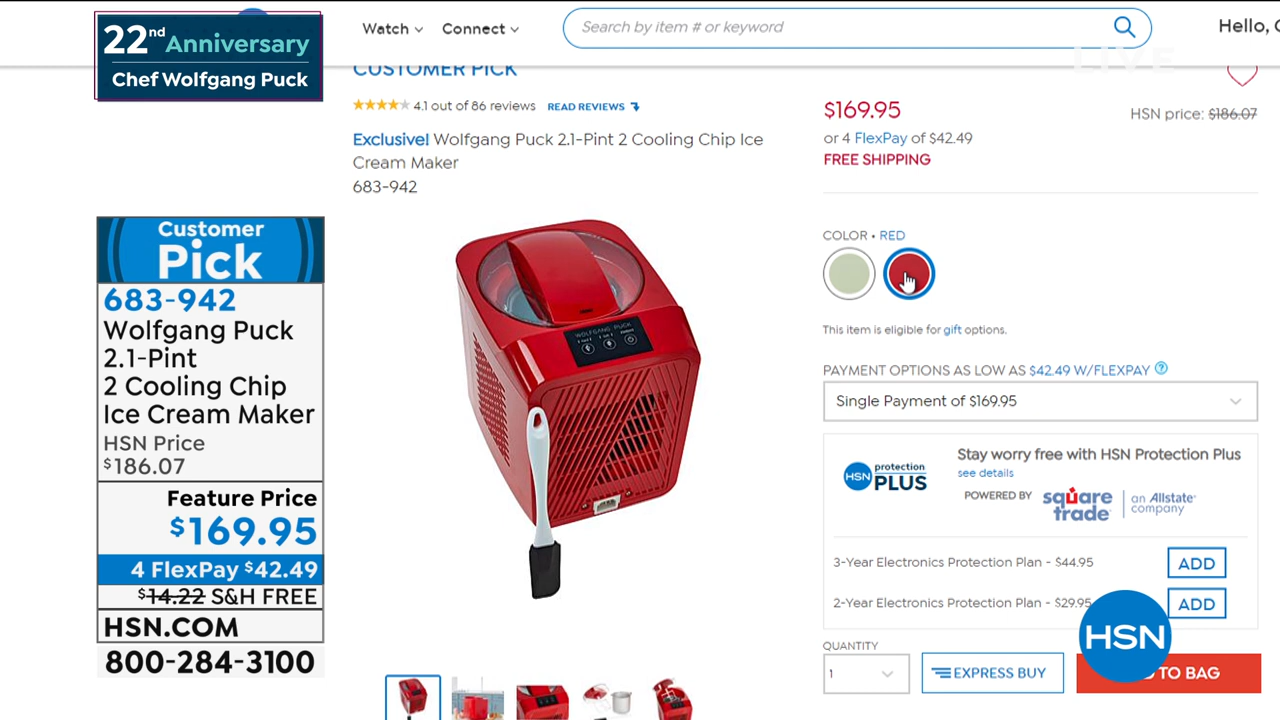 22nd Anniversary
Chef Wolfgang Puck
Watch
Connect
Search by item # or keyword
Hello,
LIVE
CUSTOMER PICK
4.1 out of 86 reviews READ REVIEWS
Exclusive! Wolfgang Puck 2.1-Pint 2 Cooling Chip Ice
Cream Maker
683-942
$169.95
HSN price: $186.07
or 4 FlexPay of $42.49
FREE SHIPPING
COLOR • RED
This item is eligible for gift options.
PAYMENT OPTIONS AS LOW AS $42.49 W/FLEXPAY ?
Single Payment of $169.95
HSN protection PLUS
Stay worry free with HSN Protection Plus
see details
POWERED BY square trade an Allstate company
3-Year Electronics Protection Plan - $44.95
ADD
2-Year Electronics Protection Plan - $29.95
ADD
QUANTITY
1
EXPRESS BUY
TO BAG
HSN
Customer
Pick
683-942
Wolfgang Puck
2.1-Pint
2 Cooling Chip
Ice Cream Maker
HSN Price
$186.07
Feature Price
$169.95
4 FlexPay $42.49
$14.22 S&H FREE
HSN.COM
800-284-3100
WOLFGANG PUCK